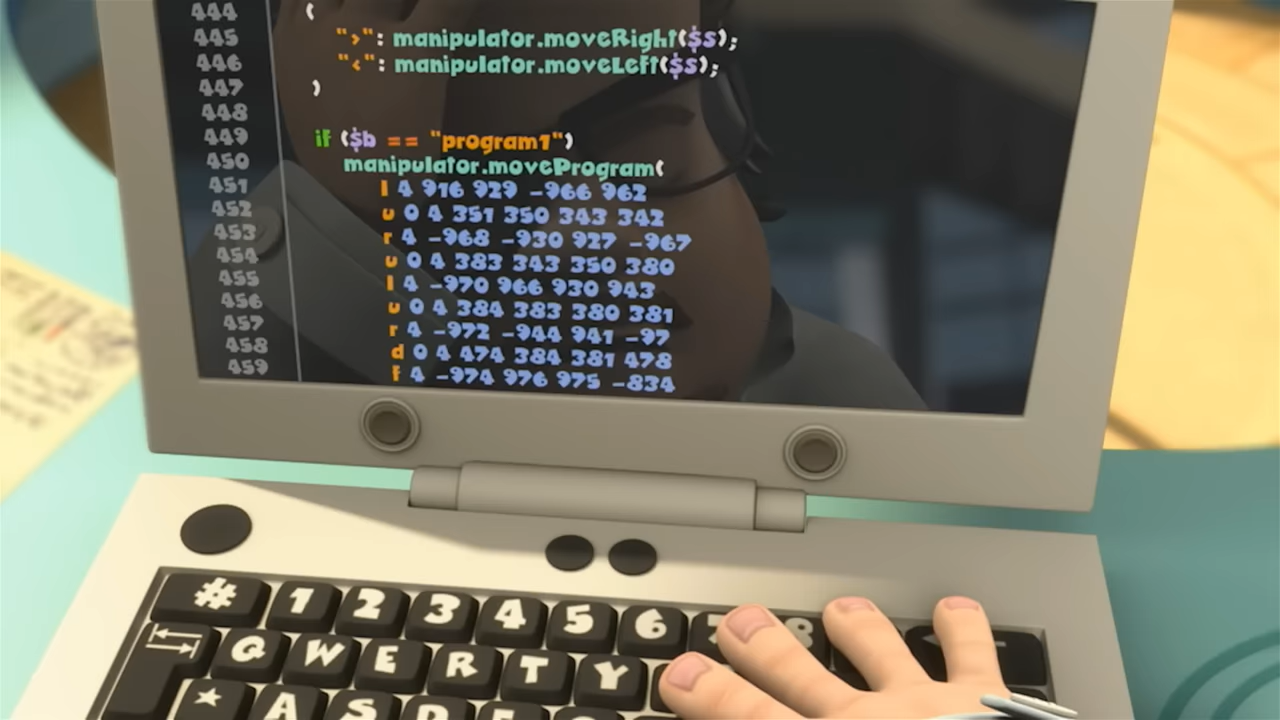 444 (
445 ">": manipulator.moveRight($s);
446 "<": manipulator.moveLeft($s);
447 )
448
449 if ($b == "program1")
450 manipulator.moveProgram(
451 l 4 916 929 -966 962
452 u 0 4 351 350 343 342
453 r 4 -968 -930 927 -967
454 u 0 4 383 343 350 380
455 l 4 -970 966 930 943
456 u 0 4 384 383 380 381
457 r 4 -972 -944 941 -97
458 d 0 4 474 384 381 478
459 f 4 -974 976 975 -834
# 1 2 3 4 5 6 7 8
Q W E R T Y
* A S D F